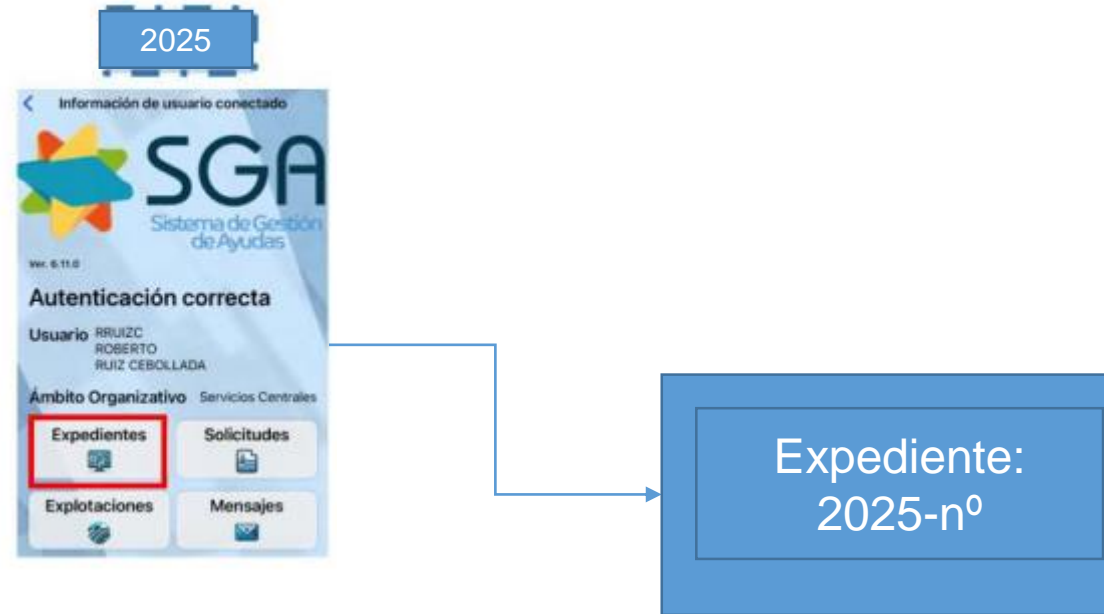 2025
Información de usuario conectado
SGA
Sistema de Gestión
de Ayudas
Ver. 6.11.0
Autenticación correcta
Usuario RRUIZC
ROBERTO
RUIZ CEBOLLADA
Ámbito Organizativo Servicios Centrales
Expedientes Solicitudes
Explotaciones Mensajes
Expediente:
2025-nº